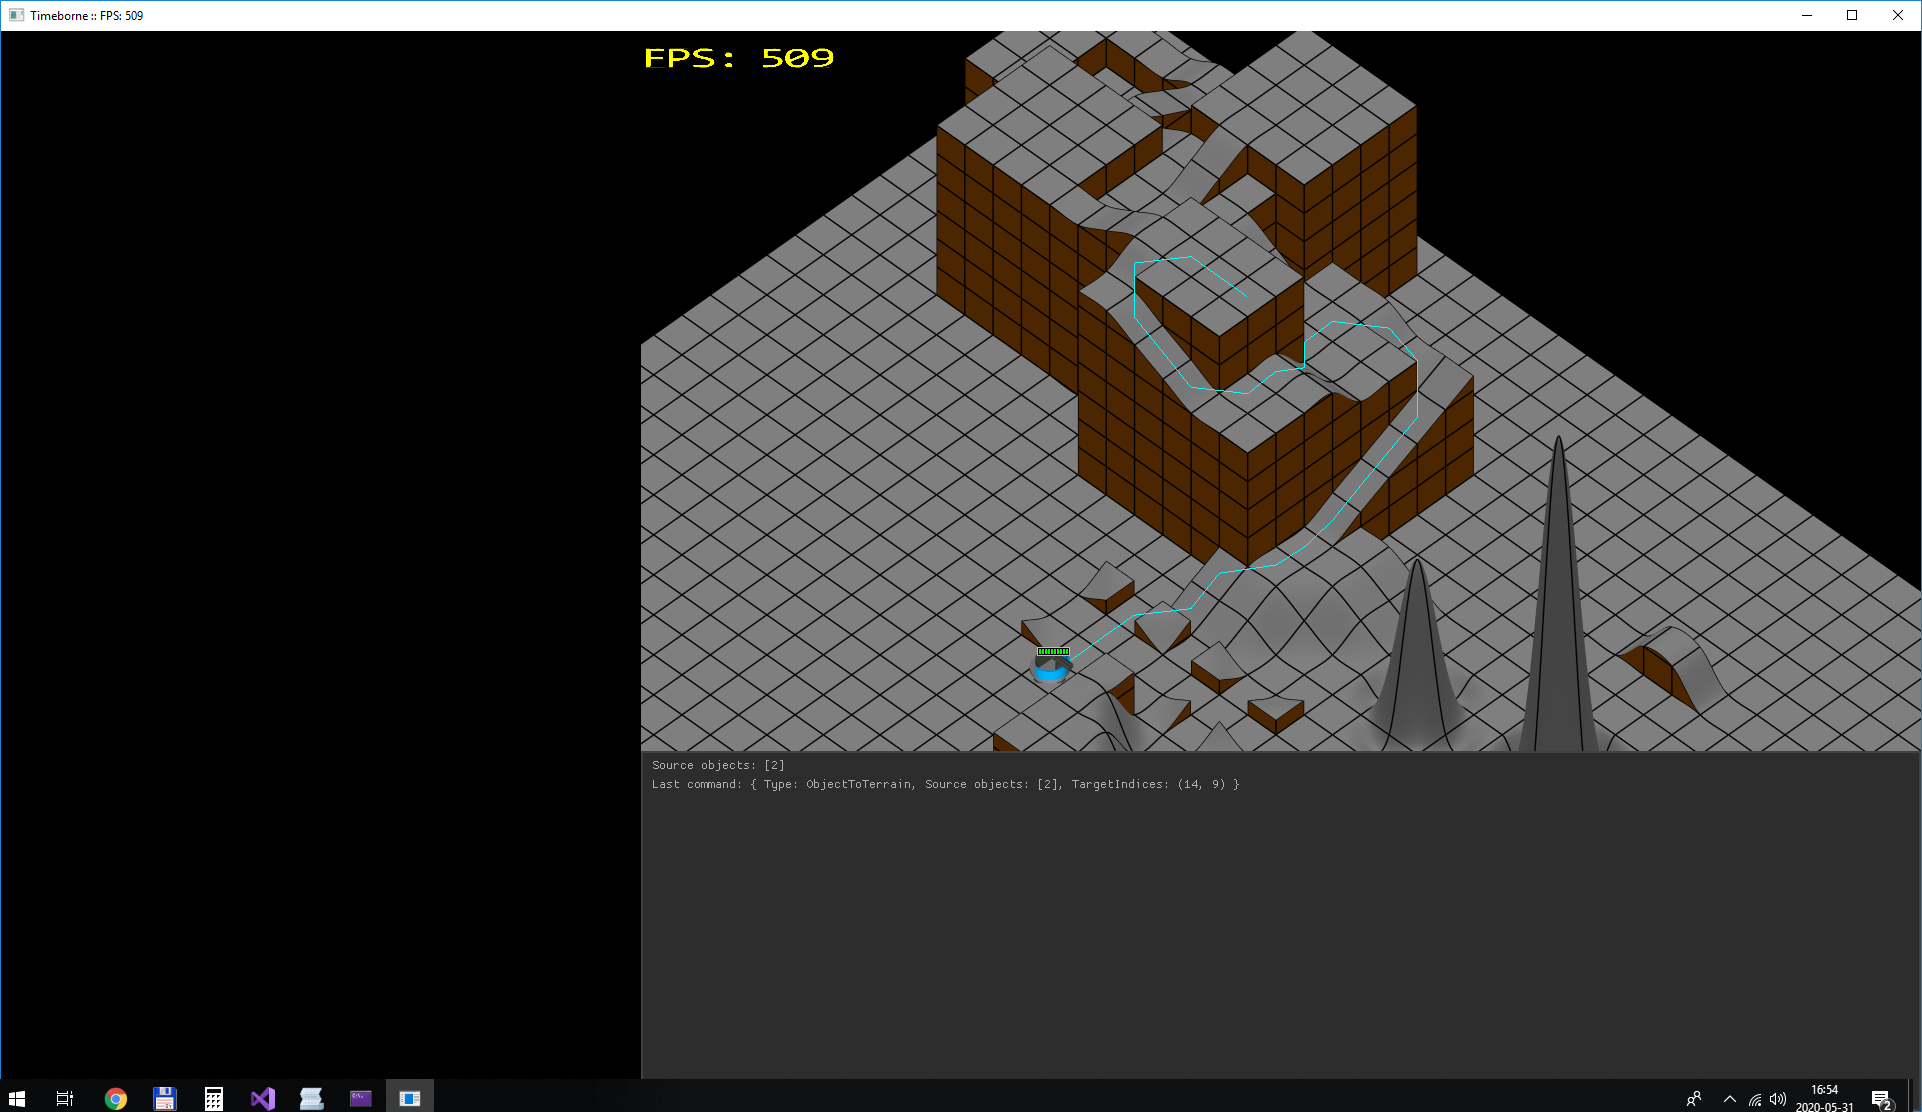 Timeborne :: FPS: 509
FPS: 509
Source objects: [2]
Last command: { Type: ObjectToTerrain, Source objects: [2], TargetIndices: (14, 9) }
16:54
2020-05-31
2